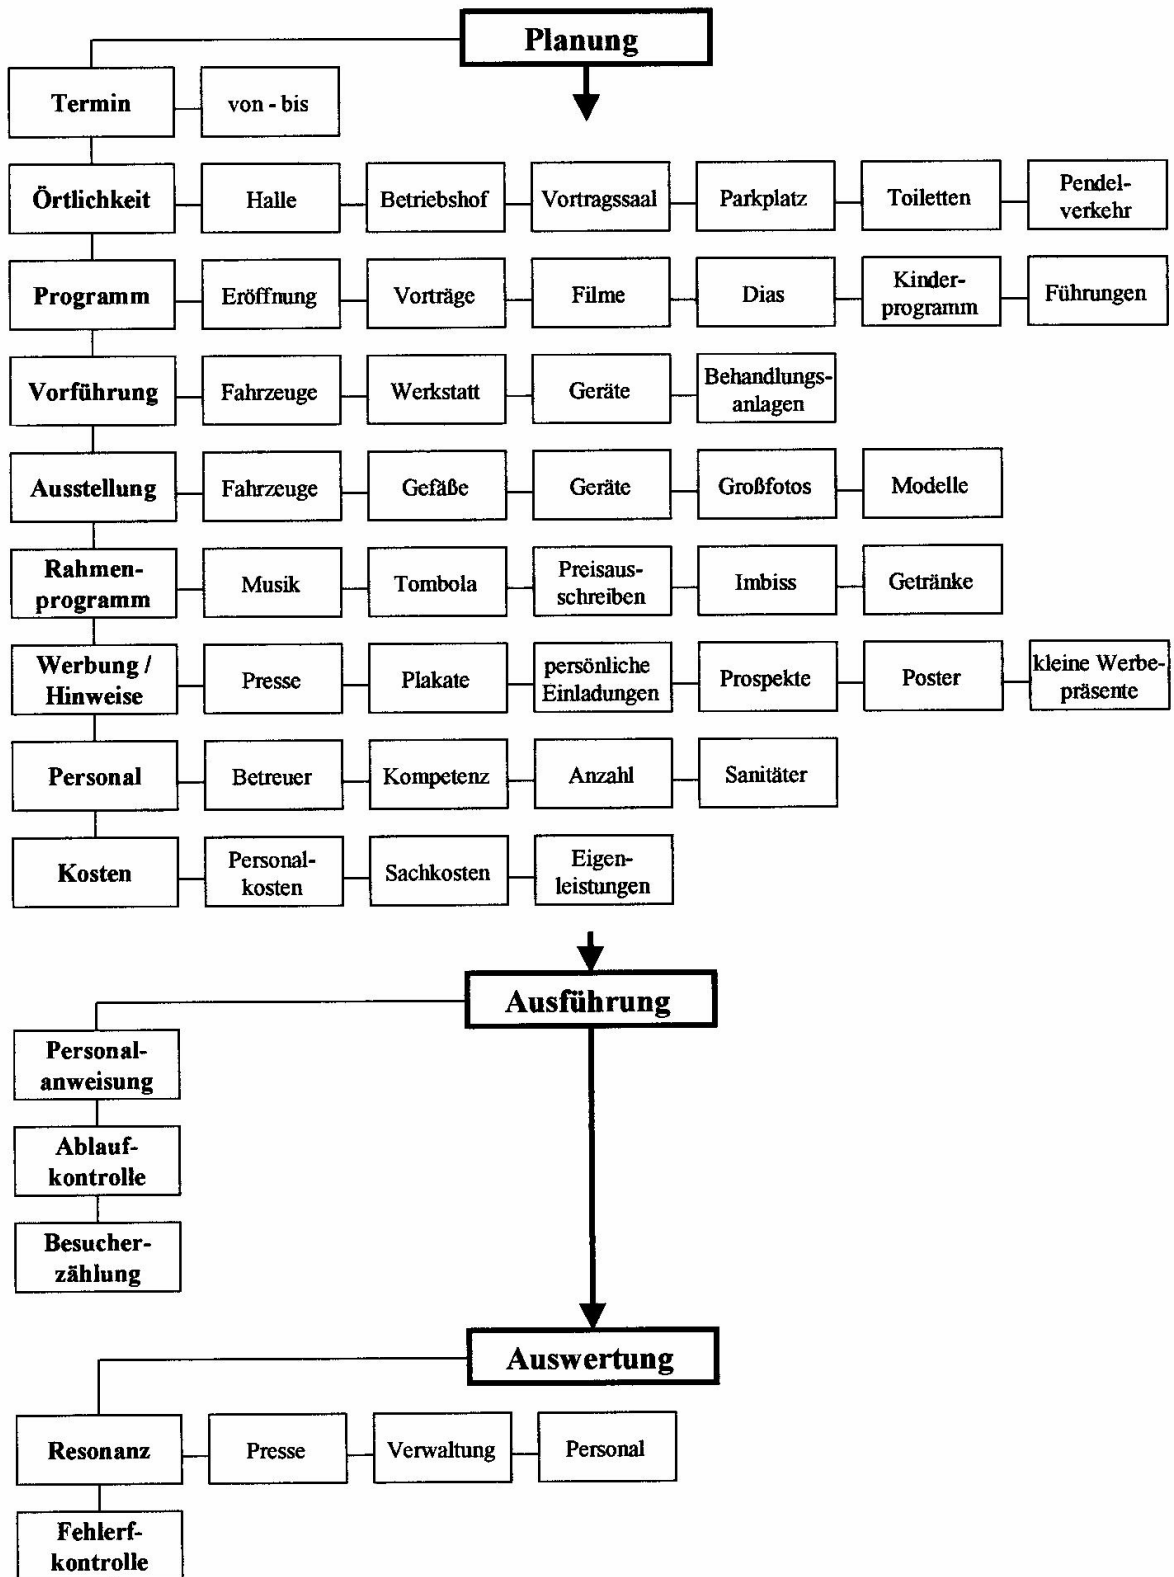 Planung
Termin
von - bis
Örtlichkeit
Halle
Betriebshof
Vortragssaal
Parkplatz
Toiletten
Pendel-
verkehr
Programm
Eröffnung
Vorträge
Filme
Dias
Kinder-
programm
Führungen
Vorführung
Fahrzeuge
Werkstatt
Geräte
Behandlungs-
anlagen
Ausstellung
Fahrzeuge
Gefäße
Geräte
Großfotos
Modelle
Rahmen-
programm
Musik
Tombola
Preisaus-
schreiben
Imbiss
Getränke
Werbung /
Hinweise
Presse
Plakate
persönliche
Einladungen
Prospekte
Poster
kleine Werbe-
präsente
Personal
Betreuer
Kompetenz
Anzahl
Sanitäter
Kosten
Personal-
kosten
Sachkosten
Eigen-
leistungen
Ausführung
Personal-
anweisung
Ablauf-
kontrolle
Besucher-
zählung
Auswertung
Resonanz
Presse
Verwaltung
Personal
Fehlerf-
kontrolle